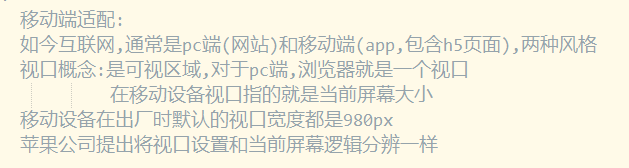 移动端适配:
如今互联网,通常是pc端(网站)和移动端(app,包含h5页面),两种风格
视口概念:是可视区域,对于pc端,浏览器就是一个视口
在移动设备视口指的就是当前屏幕大小
移动设备在出厂时默认的视口宽度都是980px
苹果公司提出将视口设置和当前屏幕逻辑分辨一样